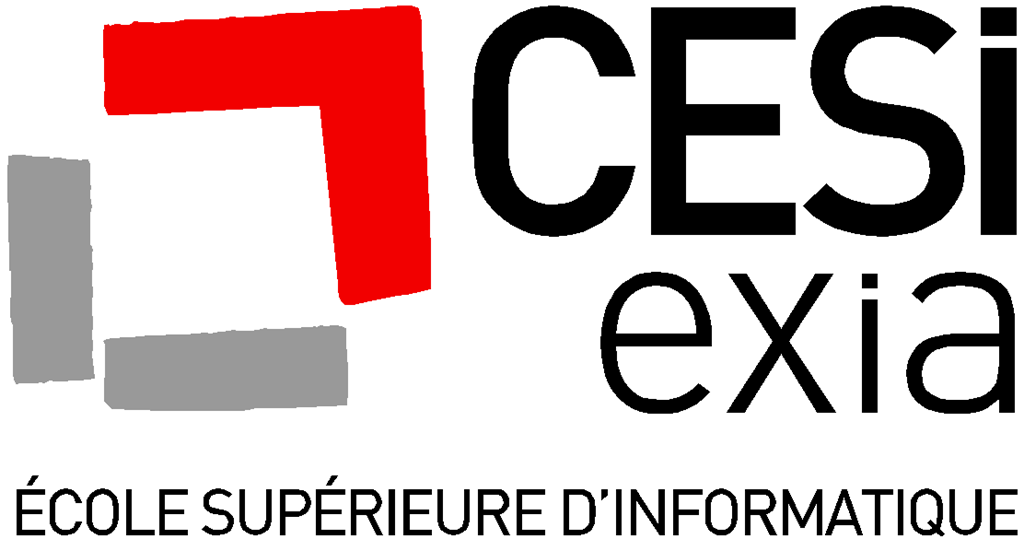 CESi
exia
ÉCOLE SUPÉRIEURE D'INFORMATIQUE